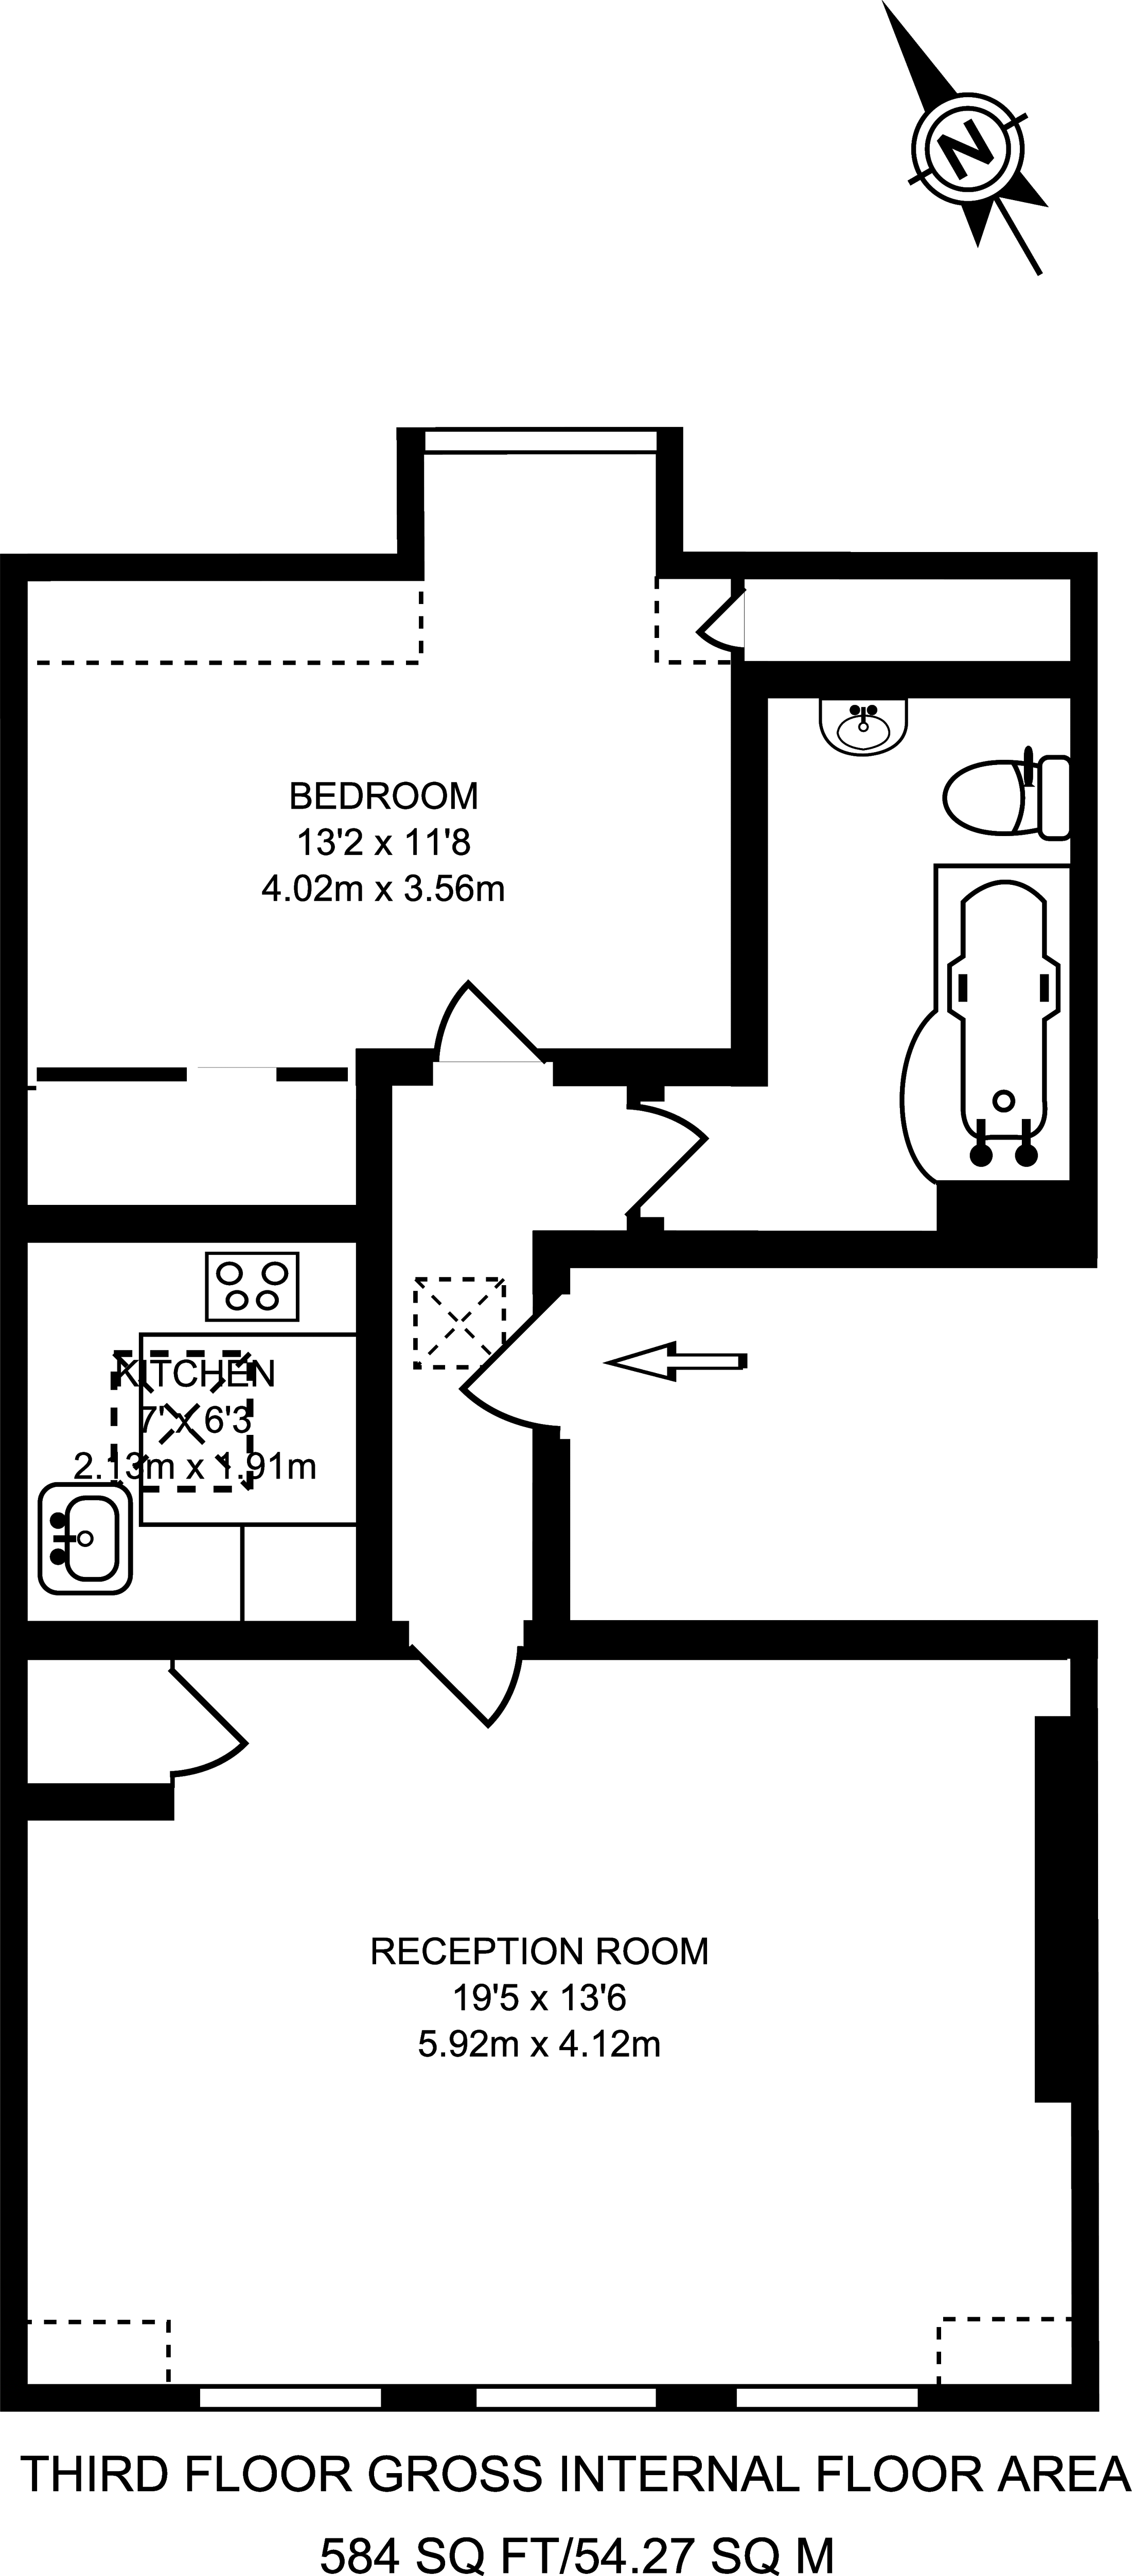 N
BEDROOM
13'2 x 11'8
4.02m x 3.56m
KITCHEN
7' x 6'3
2.13m x 1.91m
RECEPTION ROOM
19'5 x 13'6
5.92m x 4.12m
THIRD FLOOR GROSS INTERNAL FLOOR AREA
584 SQ FT/54.27 SQ M